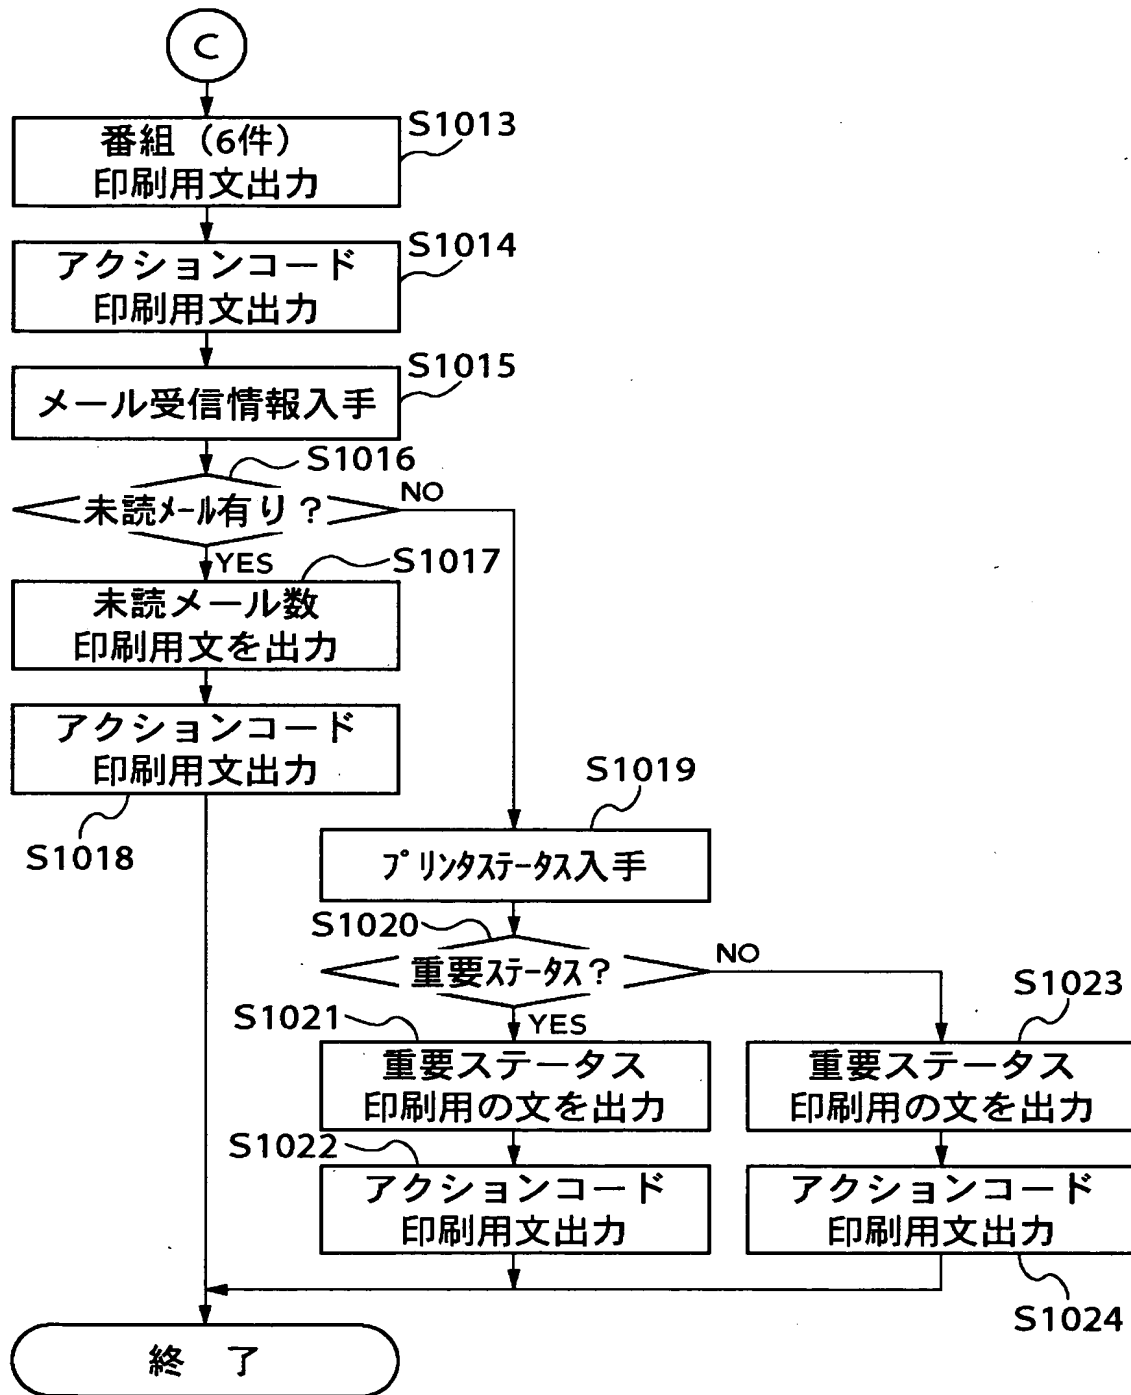 C
S1013
番組（6件）
印刷用文出力
S1014
アクションコード
印刷用文出力
S1015
メール受信情報入手
S1016
未読ﾒｰﾙ有り？
NO
YES
S1017
未読メール数
印刷用文を出力
アクションコード
印刷用文出力
S1018
S1019
ﾌﾟﾘﾝﾀｽﾃｰﾀｽ入手
S1020
重要ｽﾃｰﾀｽ？
NO
YES
S1021
重要ステータス
印刷用の文を出力
S1022
アクションコード
印刷用文出力
S1023
重要ステータス
印刷用の文を出力
アクションコード
印刷用文出力
S1024
終 了